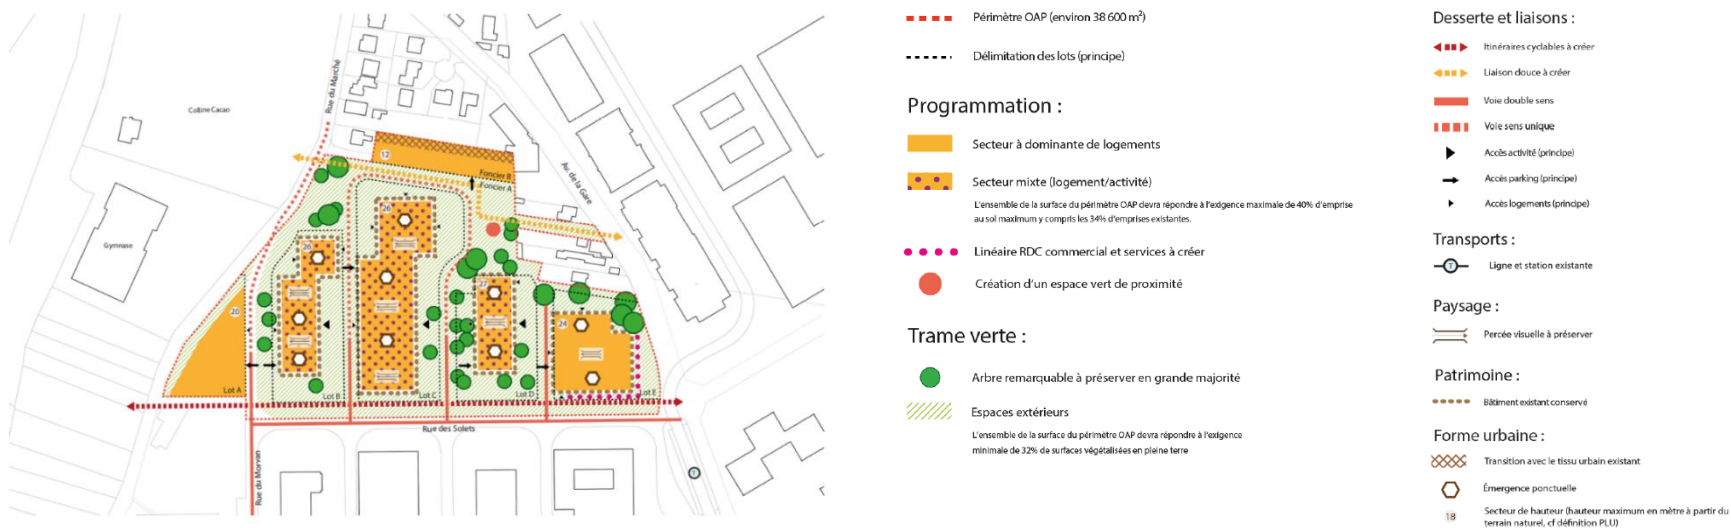 Colline Cacao
Rue du Marché
Gymnase
Av. de la Gare
12
Foncier B
Foncier A
26
26
27
20
24
Lot A
Lot B
Lot C
Lot D
Lot E
Rue des Solets
Rue du Morvan
T
Périmètre OAP (environ 38 600 m²)
Délimitation des lots (principe)
Programmation :
Secteur à dominante de logements
Secteur mixte (logement/activité)
L'ensemble de la surface du périmètre OAP devra répondre à l'exigence maximale de 40% d'emprise
au sol maximum y compris les 34% d'emprises existantes.
Linéaire RDC commercial et services à créer
Création d'un espace vert de proximité
Trame verte :
Arbre remarquable à préserver en grande majorité
Espaces extérieurs
L'ensemble de la surface du périmètre OAP devra répondre à l'exigence
minimale de 32% de surfaces végétalisées en pleine terre
Desserte et liaisons :
Itinéraires cyclables à créer
Liaison douce à créer
Voie double sens
Voie sens unique
Accès activité (principe)
Accès parking (principe)
Accès logements (principe)
Transports :
T
Ligne et station existante
Paysage :
Percée visuelle à préserver
Patrimoine :
Bâtiment existant conservé
Forme urbaine :
Transition avec le tissu urbain existant
Émergence ponctuelle
18
Secteur de hauteur (hauteur maximum en mètre à partir du
terrain naturel, cf définition PLU)